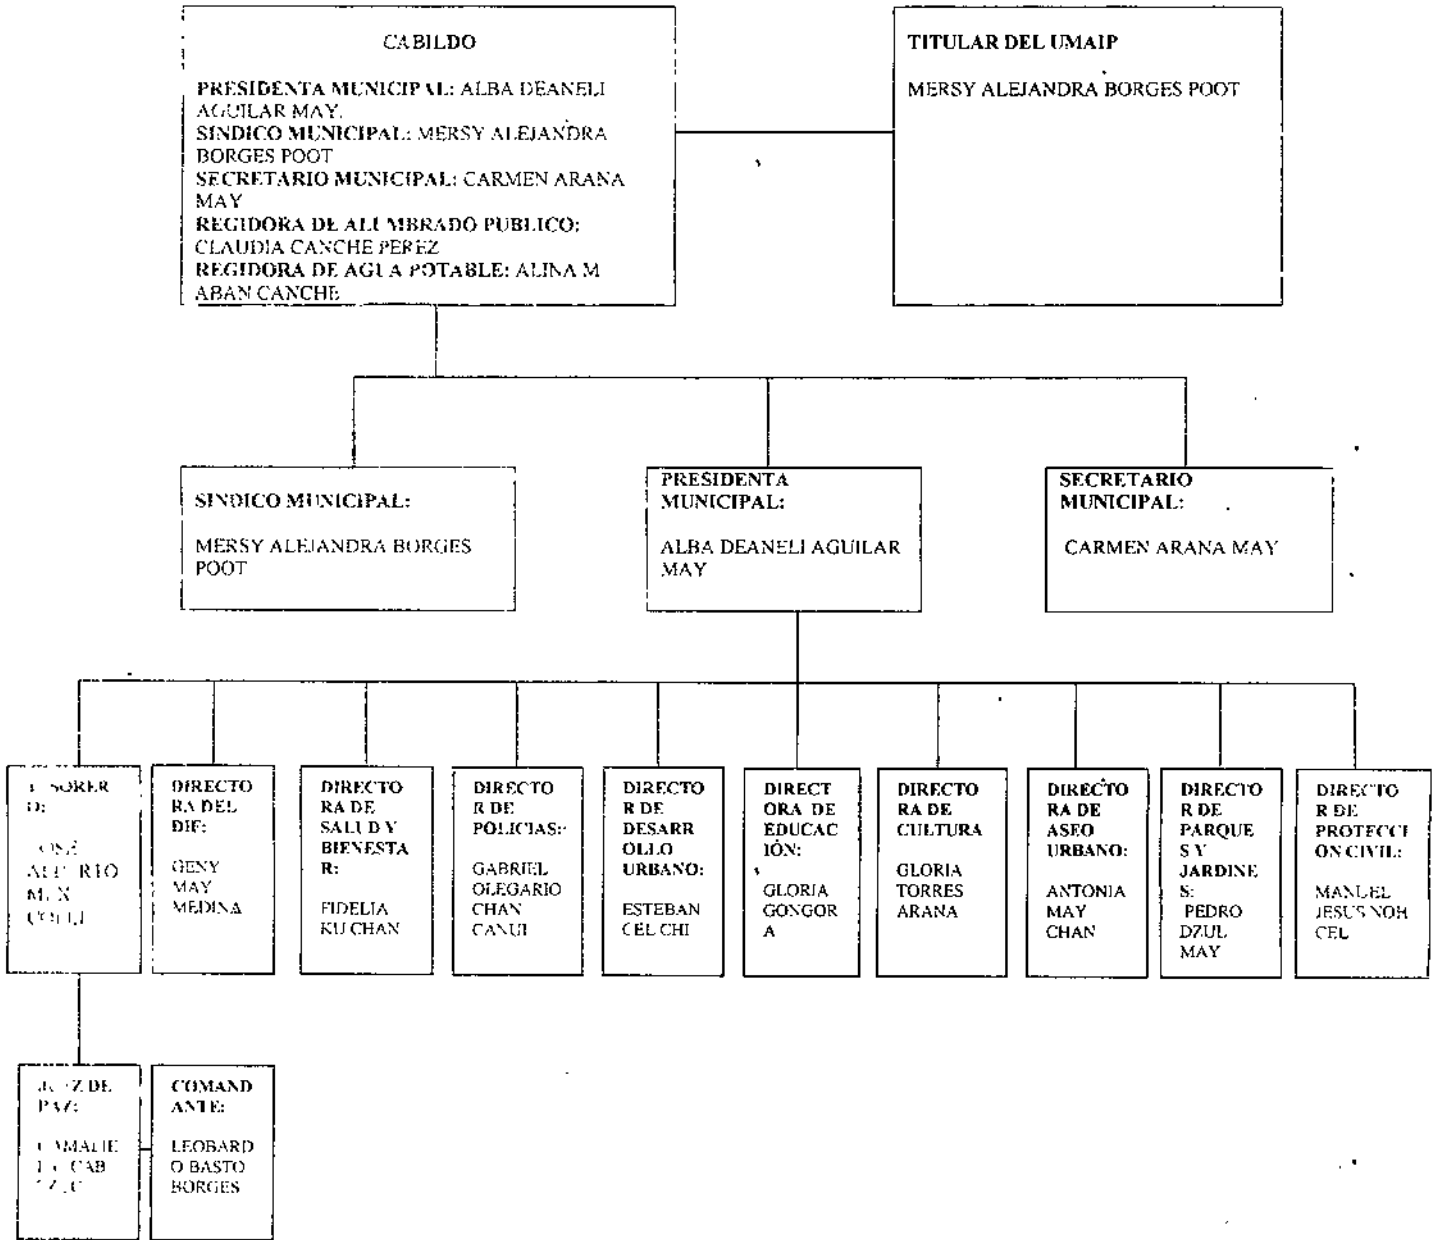 CABILDO
PRESIDENTA MUNICIPAL: ALBA DEANELI
AGUILAR MAY.
SINDICO MUNICIPAL: MERSY ALEJANDRA
BORGES POOT
SECRETARIO MUNICIPAL: CARMEN ARANA
MAY
REGIDORA DE ALUMBRADO PUBLICO:
CLAUDIA CANCHE PEREZ
REGIDORA DE AGUA POTABLE: ALINA M
ABAN CANCHE
TITULAR DEL UMAIP
MERSY ALEJANDRA BORGES POOT
SINDICO MUNICIPAL:
MERSY ALEJANDRA BORGES
POOT
PRESIDENTA
MUNICIPAL:
ALBA DEANELI AGUILAR
MAY
SECRETARIO
MUNICIPAL:
CARMEN ARANA MAY
JOSÉ
DIRECTO
RA DEL
DIF:
GENY
MAY
MEDINA
DIRECTO
RA DE
SALUD Y
BIENESTA
R:
FIDELIA
KU CHAN
DIRECTO
R DE
POLICIAS:
GABRIEL
OLEGARIO
CHAN
CANUL
DIRECTO
R DE
DESARR
OLLO
URBANO:
ESTEBAN
CEL CHI
DIRECT
ORA DE
EDUCAC
IÓN:
GLORIA
GONGOR
A
DIRECTO
RA DE
CULTURA
GLORIA
TORRES
ARANA
DIRECTO
RA DE
ASEO
URBANO:
ANTONIA
MAY
CHAN
DIRECTO
R DE
PARQUE
S Y
JARDINE
S:
PEDRO
DZUL
MAY
DIRECTO
R DE
PROTECCI
ON CIVIL:
MANUEL
JESUS NOH
CEL
DE
PAZ:
COMAND
ANTE:
LEOBARD
O BASTO
BORGES